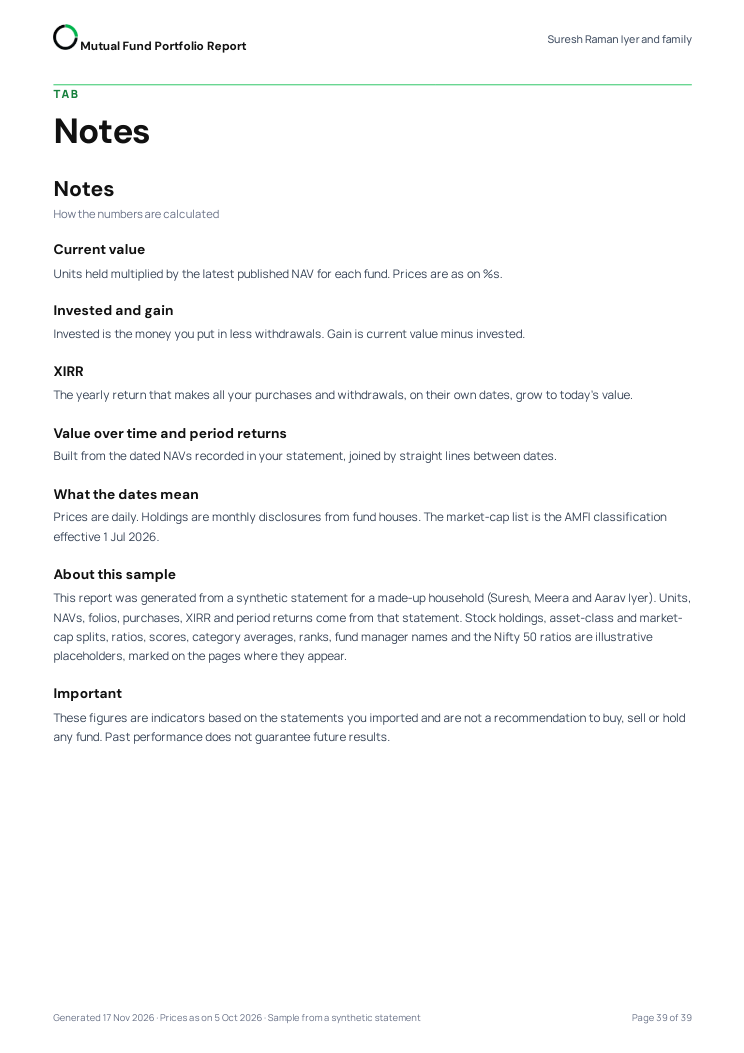 Mutual Fund Portfolio Report
Suresh Raman Iyer and family
TAB
Notes
Notes
How the numbers are calculated
Current value
Units held multiplied by the latest published NAV for each fund. Prices are as on %s.
Invested and gain
Invested is the money you put in less withdrawals. Gain is current value minus invested.
XIRR
The yearly return that makes all your purchases and withdrawals, on their own dates, grow to today's value.
Value over time and period returns
Built from the dated NAVs recorded in your statement, joined by straight lines between dates.
What the dates mean
Prices are daily. Holdings are monthly disclosures from fund houses. The market-cap list is the AMFI classification
effective 1 Jul 2026.
About this sample
This report was generated from a synthetic statement for a made-up household (Suresh, Meera and Aarav Iyer). Units,
NAVs, folios, purchases, XIRR and period returns come from that statement. Stock holdings, asset-class and market-
cap splits, ratios, scores, category averages, ranks, fund manager names and the Nifty 50 ratios are illustrative
placeholders, marked on the pages where they appear.
Important
These figures are indicators based on the statements you imported and are not a recommendation to buy, sell or hold
any fund. Past performance does not guarantee future results.
Generated 17 Nov 2026 · Prices as on 5 Oct 2026 · Sample from a synthetic statement
Page 39 of 39